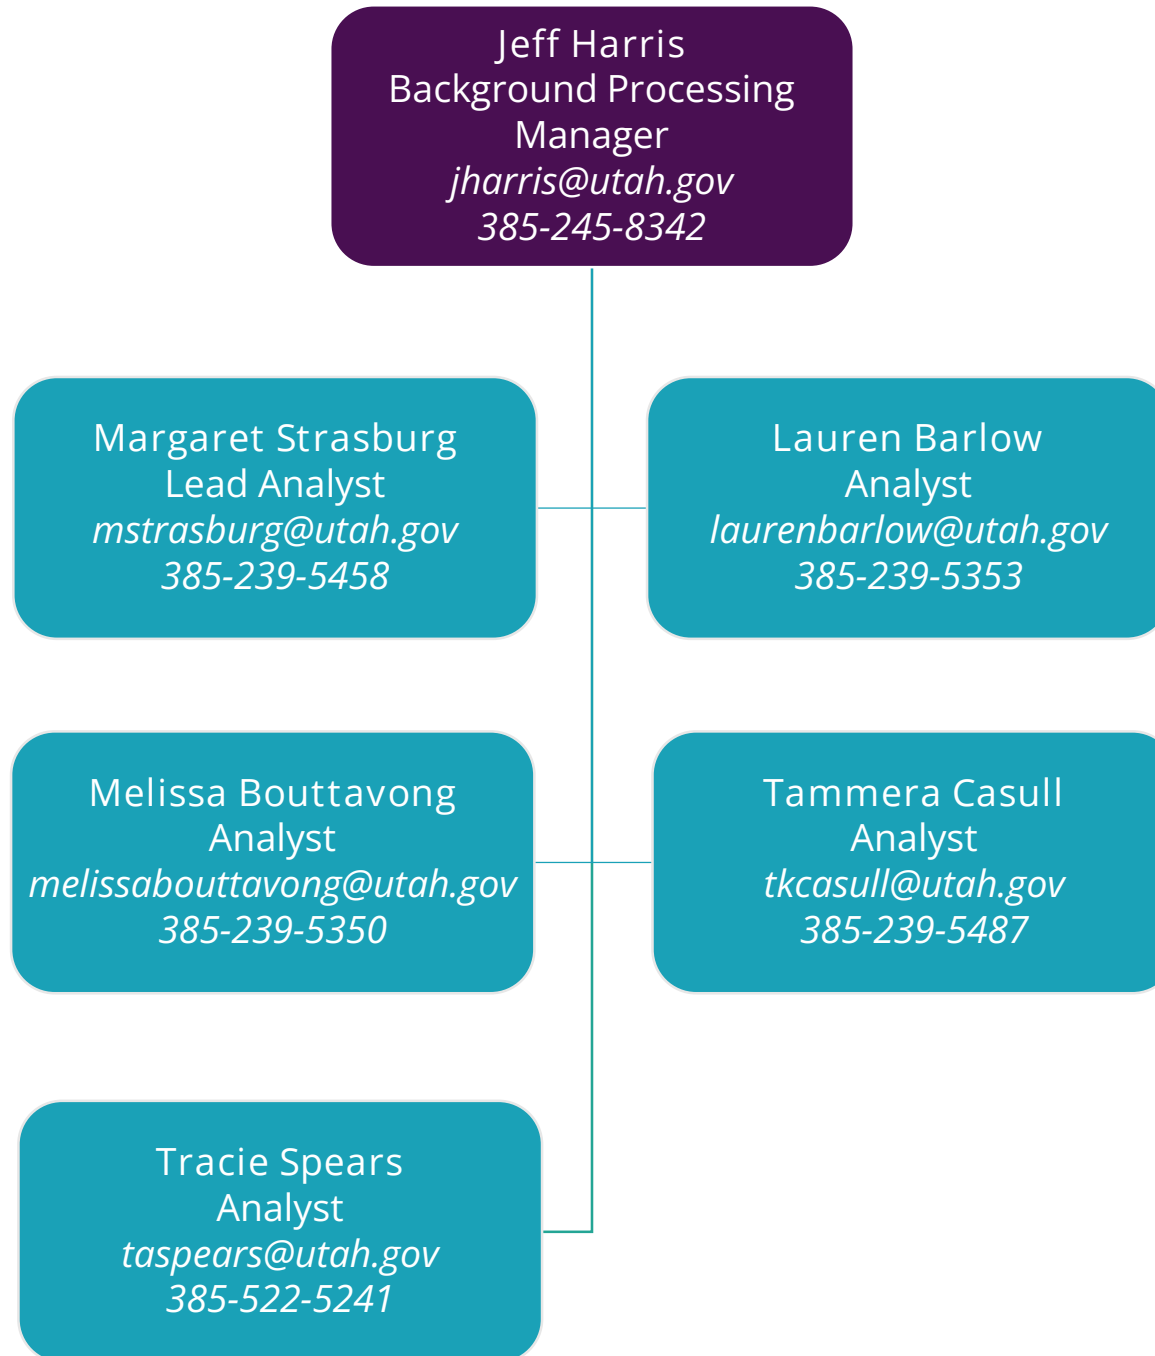 Jeff Harris
Background Processing
Manager
jharris@utah.gov
385-245-8342
Margaret Strasburg
Lead Analyst
mstrasburg@utah.gov
385-239-5458
Lauren Barlow
Analyst
laurenbarlow@utah.gov
385-239-5353
Melissa Bouttavong
Analyst
melissabouttavong@utah.gov
385-239-5350
Tammera Casull
Analyst
tkcasull@utah.gov
385-239-5487
Tracie Spears
Analyst
taspears@utah.gov
385-522-5241